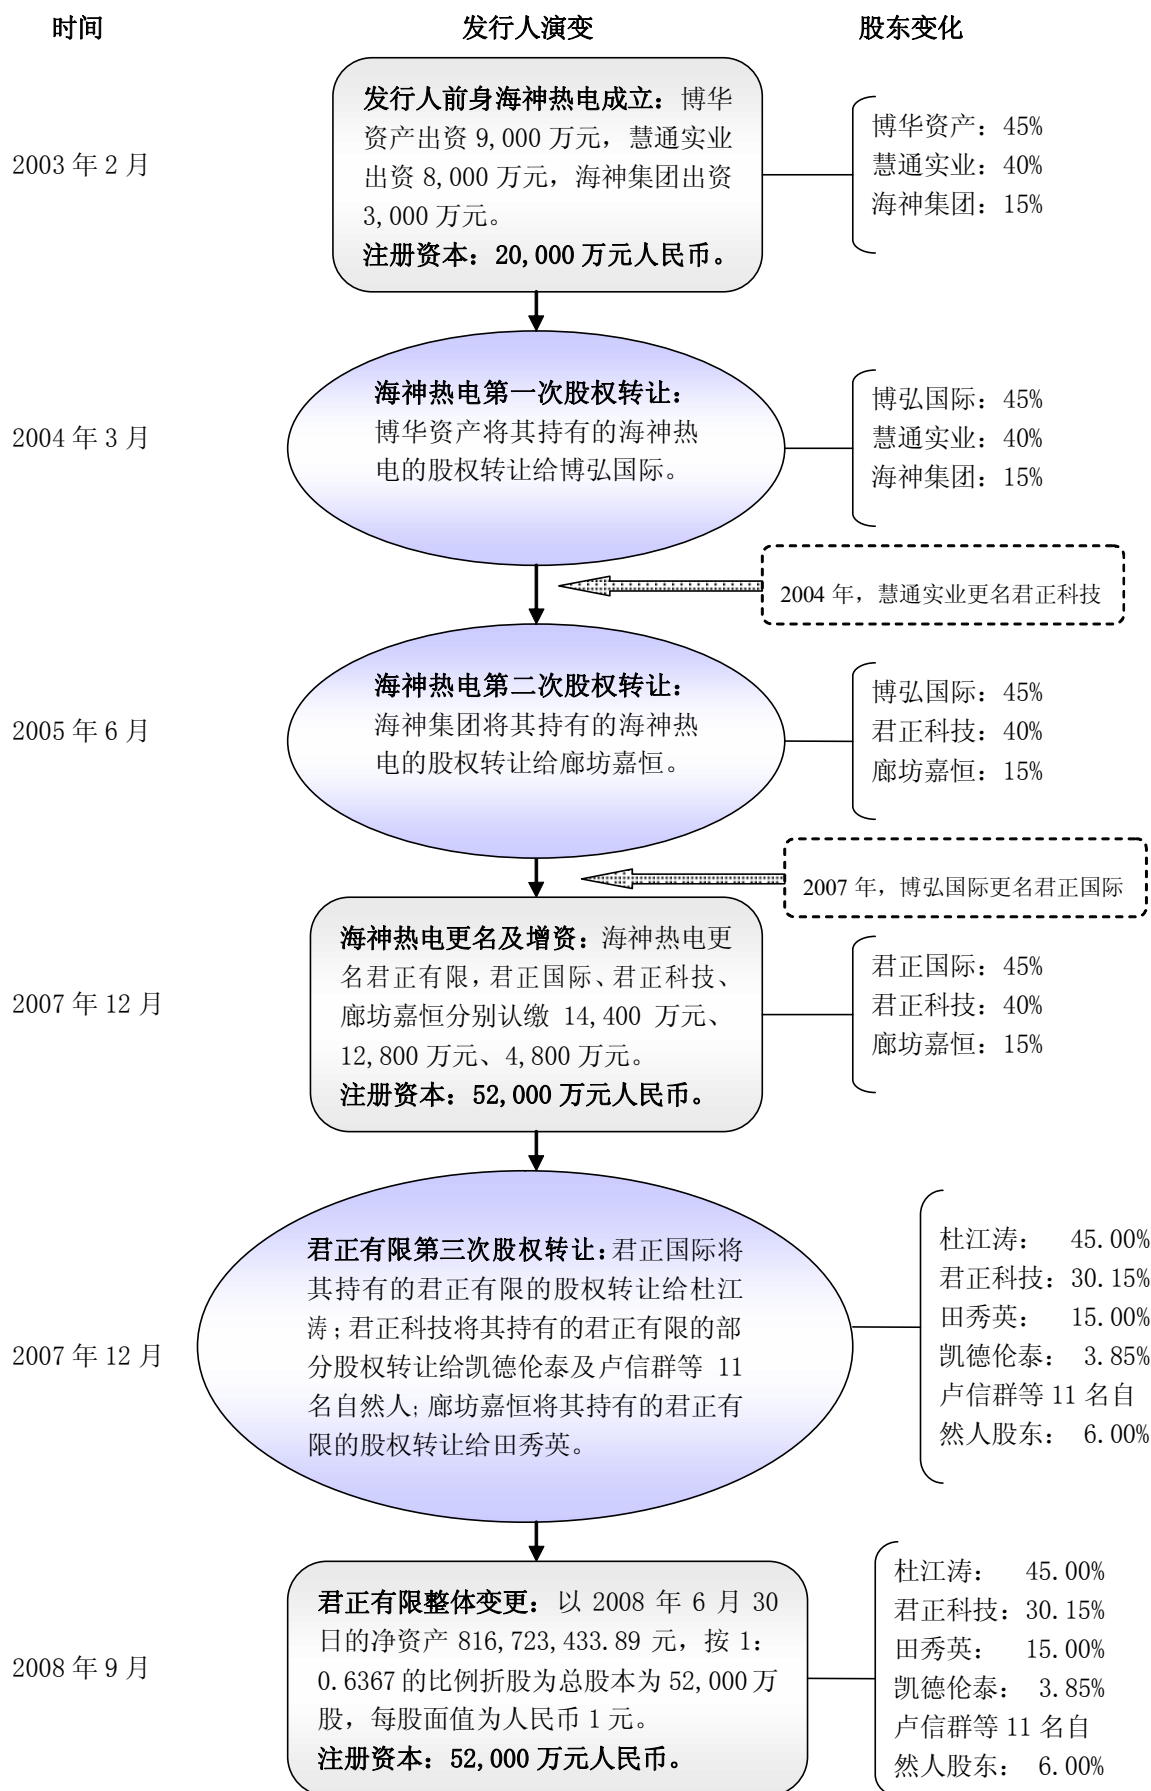 时间 发行人演变 股东变化
发行人前身海神热电成立：博华
资产出资 9,000 万元，慧通实业
出资 8,000 万元，海神集团出资
3,000 万元。
注册资本：20,000 万元人民币。
2003 年 2 月
博华资产：45%
慧通实业：40%
海神集团：15%
海神热电第一次股权转让：
博华资产将其持有的海神热
电的股权转让给博弘国际。
2004 年 3 月
博弘国际：45%
慧通实业：40%
海神集团：15%
2004 年，慧通实业更名君正科技
海神热电第二次股权转让：
海神集团将其持有的海神热
电的股权转让给廊坊嘉恒。
2005 年 6 月
博弘国际：45%
君正科技：40%
廊坊嘉恒：15%
2007 年，博弘国际更名君正国际
海神热电更名及增资：海神热电更
名君正有限，君正国际、君正科技、
廊坊嘉恒分别认缴 14,400 万元、
12,800 万元、4,800 万元。
注册资本：52,000 万元人民币。
2007 年 12 月
君正国际：45%
君正科技：40%
廊坊嘉恒：15%
君正有限第三次股权转让：君正国际将
其持有的君正有限的股权转让给杜江
涛；君正科技将其持有的君正有限的部
分股权转让给凯德伦泰及卢信群等 11
名自然人；廊坊嘉恒将其持有的君正有
限的股权转让给田秀英。
2007 年 12 月
杜江涛： 45.00%
君正科技：30.15%
田秀英： 15.00%
凯德伦泰： 3.85%
卢信群等 11 名自
然人股东： 6.00%
君正有限整体变更：以 2008 年 6 月 30
日的净资产 816,723,433.89 元，按 1：
0.6367 的比例折股为总股本为 52,000 万
股，每股面值为人民币 1 元。
注册资本：52,000 万元人民币。
2008 年 9 月
杜江涛： 45.00%
君正科技：30.15%
田秀英： 15.00%
凯德伦泰： 3.85%
卢信群等 11 名自
然人股东： 6.00%